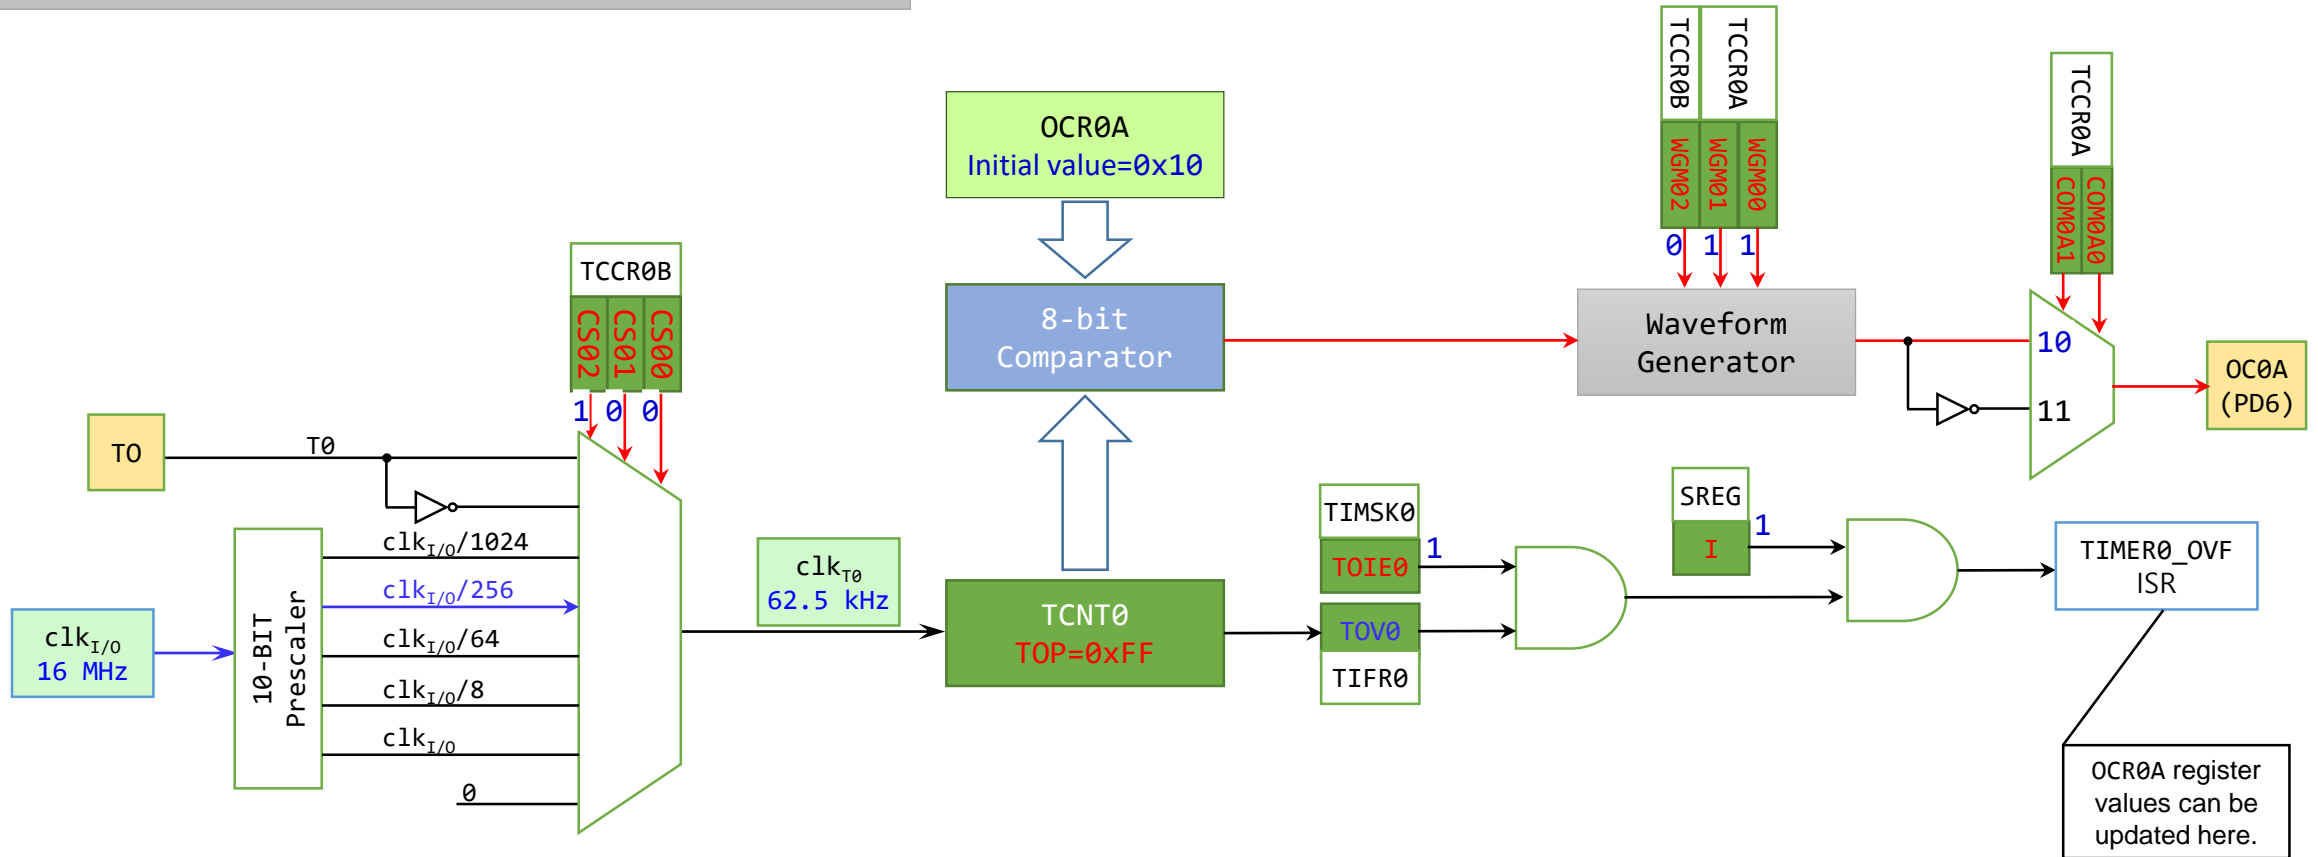 TCCR0B
TCCR0A
WGM02
WGM01
WGM00
0
1
1
TCCR0A
COM0A1
COM0A0
OCR0A
Initial value=0x10
TCCR0B
CS02
CS01
CS00
1
0
0
8-bit
Comparator
Waveform
Generator
10
11
OC0A
(PD6)
TO
T0
clkI/O/1024
clkI/O/256
clkI/O/64
clkI/O/8
clkI/O
0
10-BIT
Prescaler
clkI/O
16 MHz
clkT0
62.5 kHz
TCNT0
TOP=0xFF
TIMSK0
TOIE0
1
TOV0
TIFR0
SREG
I
1
TIMER0_OVF
ISR
OCR0A register
values can be
updated here.